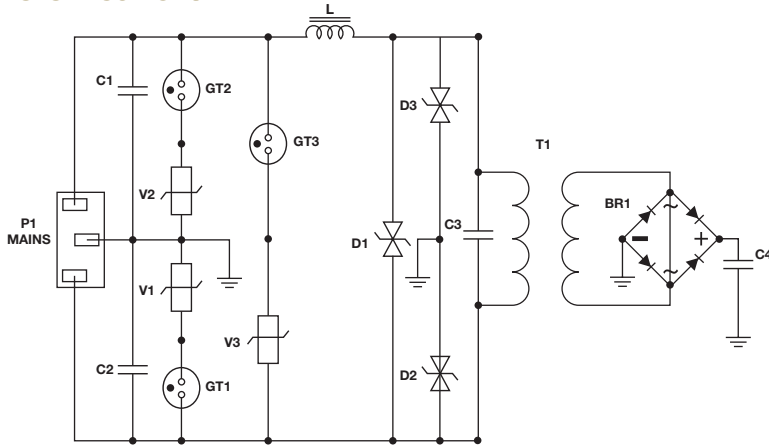 L
C1
GT2
D3
GT3
T1
V2
BR1
P1
MAINS
D1
C3
~
~
–
+
C4
V1
V3
C2
D2
GT1